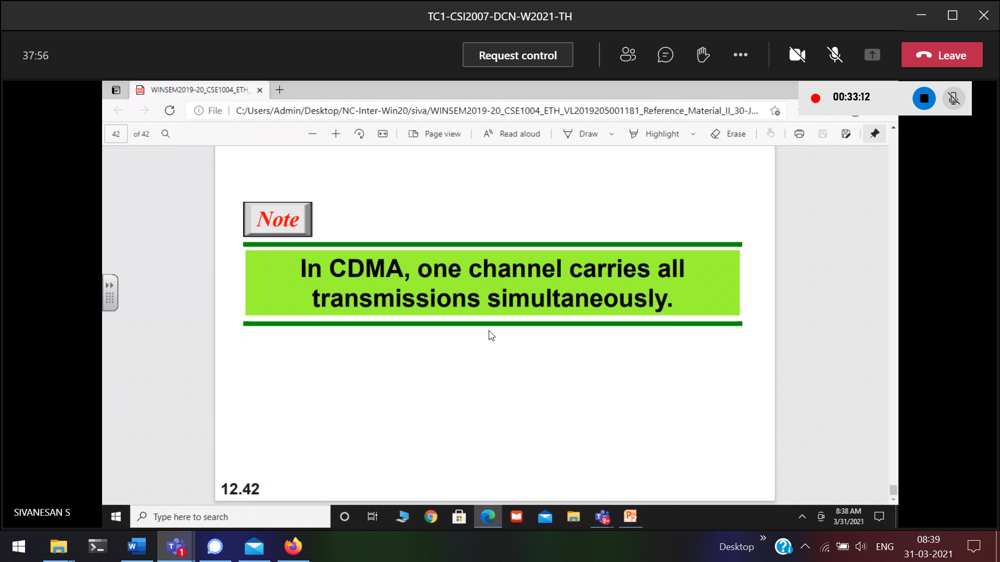 TC1-CSI2007-DCN-W2021-TH
37:56
Request control
Leave
WINSEM2019-20_CSE1004_ETH_
00:33:12
File
C:/Users/Admin/Desktop/NC-Inter-Win20/siva/WINSEM2019-20_CSE1004_ETH_VL2019205001181_Reference_Material_II_30-J...
42 of 42
Page view
Read aloud
Draw
Highlight
Erase
Note
In CDMA, one channel carries all
transmissions simultaneously.
12.42
SIVANESAN S
Type here to search
9+
8:38 AM
3/31/2021
1
Desktop
ENG
08:39
31-03-2021